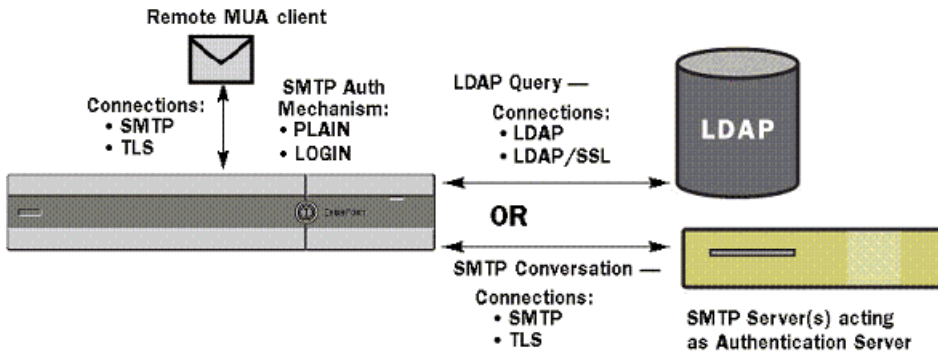 Remote MUA client
Connections:
• SMTP
• TLS
SMTP Auth
Mechanism:
• PLAIN
• LOGIN
LDAP Query —
Connections:
• LDAP
• LDAP/SSL
LDAP
OR
SMTP Conversation —
Connections:
• SMTP
• TLS
SMTP Server(s) acting
as Authentication Server